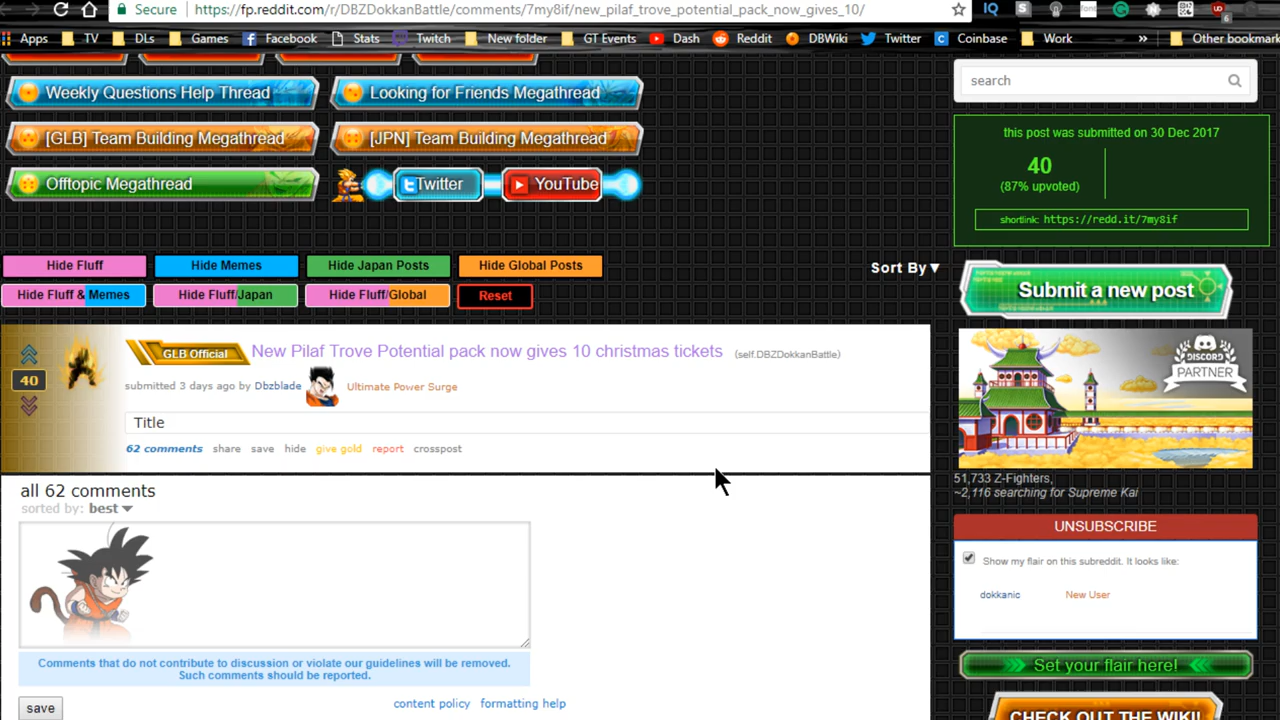 Secure https://fp.reddit.com/r/DBZDokkanBattle/comments/7my8if/new_pilaf_trove_potential_pack_now_gives_10/
Apps TV DLs Games Facebook Stats Twitch New folder GT Events Dash Reddit DBWiki Twitter Coinbase Work » Other bookmark
Weekly Questions Help Thread Looking for Friends Megathread
search
[GLB] Team Building Megathread [JPN] Team Building Megathread
this post was submitted on 30 Dec 2017
40
(87% upvoted)
shortlink: https://redd.it/7my8if
Offtopic Megathread Twitter YouTube
Hide Fluff Hide Memes Hide Japan Posts Hide Global Posts
Sort By▼
Hide Fluff & Memes Hide Fluff/Japan Hide Fluff/Global Reset
Submit a new post
GLB Official New Pilaf Trove Potential pack now gives 10 christmas tickets (self.DBZDokkanBattle)
40
submitted 3 days ago by Dbzblade Ultimate Power Surge
Title
62 comments share save hide give gold report crosspost
DISCORD
PARTNER
51,733 Z-Fighters,
~2,116 searching for Supreme Kai
all 62 comments
sorted by: best
UNSUBSCRIBE
Show my flair on this subreddit. It looks like:
dokkanic New User
Comments that do not contribute to discussion or violate our guidelines will be removed.
Such comments should be reported.
Set your flair here!
save content policy formatting help
CHECK OUT THE WIKI!